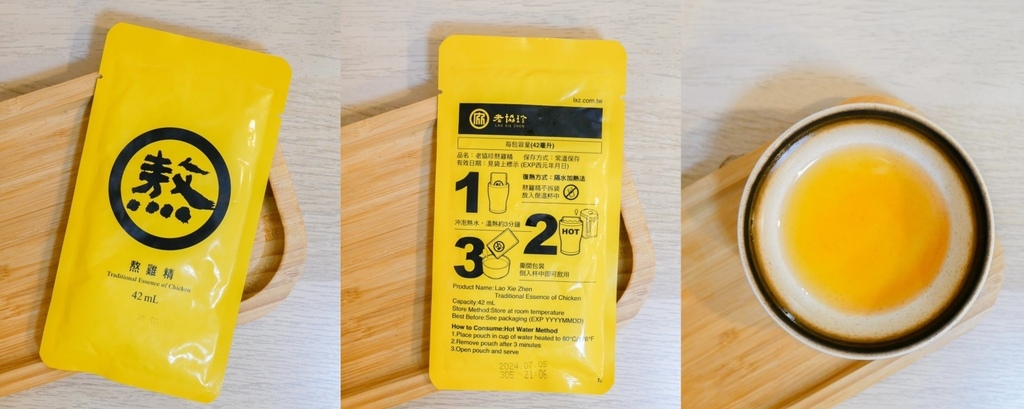 熬
熬雞精
Traditional Essence of Chicken
42 mL
lxz.com.tw
老協珍
LAO XIE ZHEN
每包容量(42毫升)
品名：老協珍熬雞精 保存方式：常溫保存
有效日期：見袋上標示 (EXP西元年月日)
1
復熱方式：隔水加熱法
熬雞精不拆袋
放入保溫杯中
沖泡熱水，溫熱約3分鐘
2
HOT
3
撕開包裝
倒入杯中即可飲用
Product Name: Lao Xie Zhen
Traditional Essence of Chicken
Capacity:42 mL
Store Method:Store at room temperature
Best Before:See packaging (EXP YYYYMMDD)
How to Consume:Hot Water Method
1.Place pouch in cup of water heated to
2.Remove pouch after 3 minutes
3.Open pouch and serve
2024.07.05
21:06